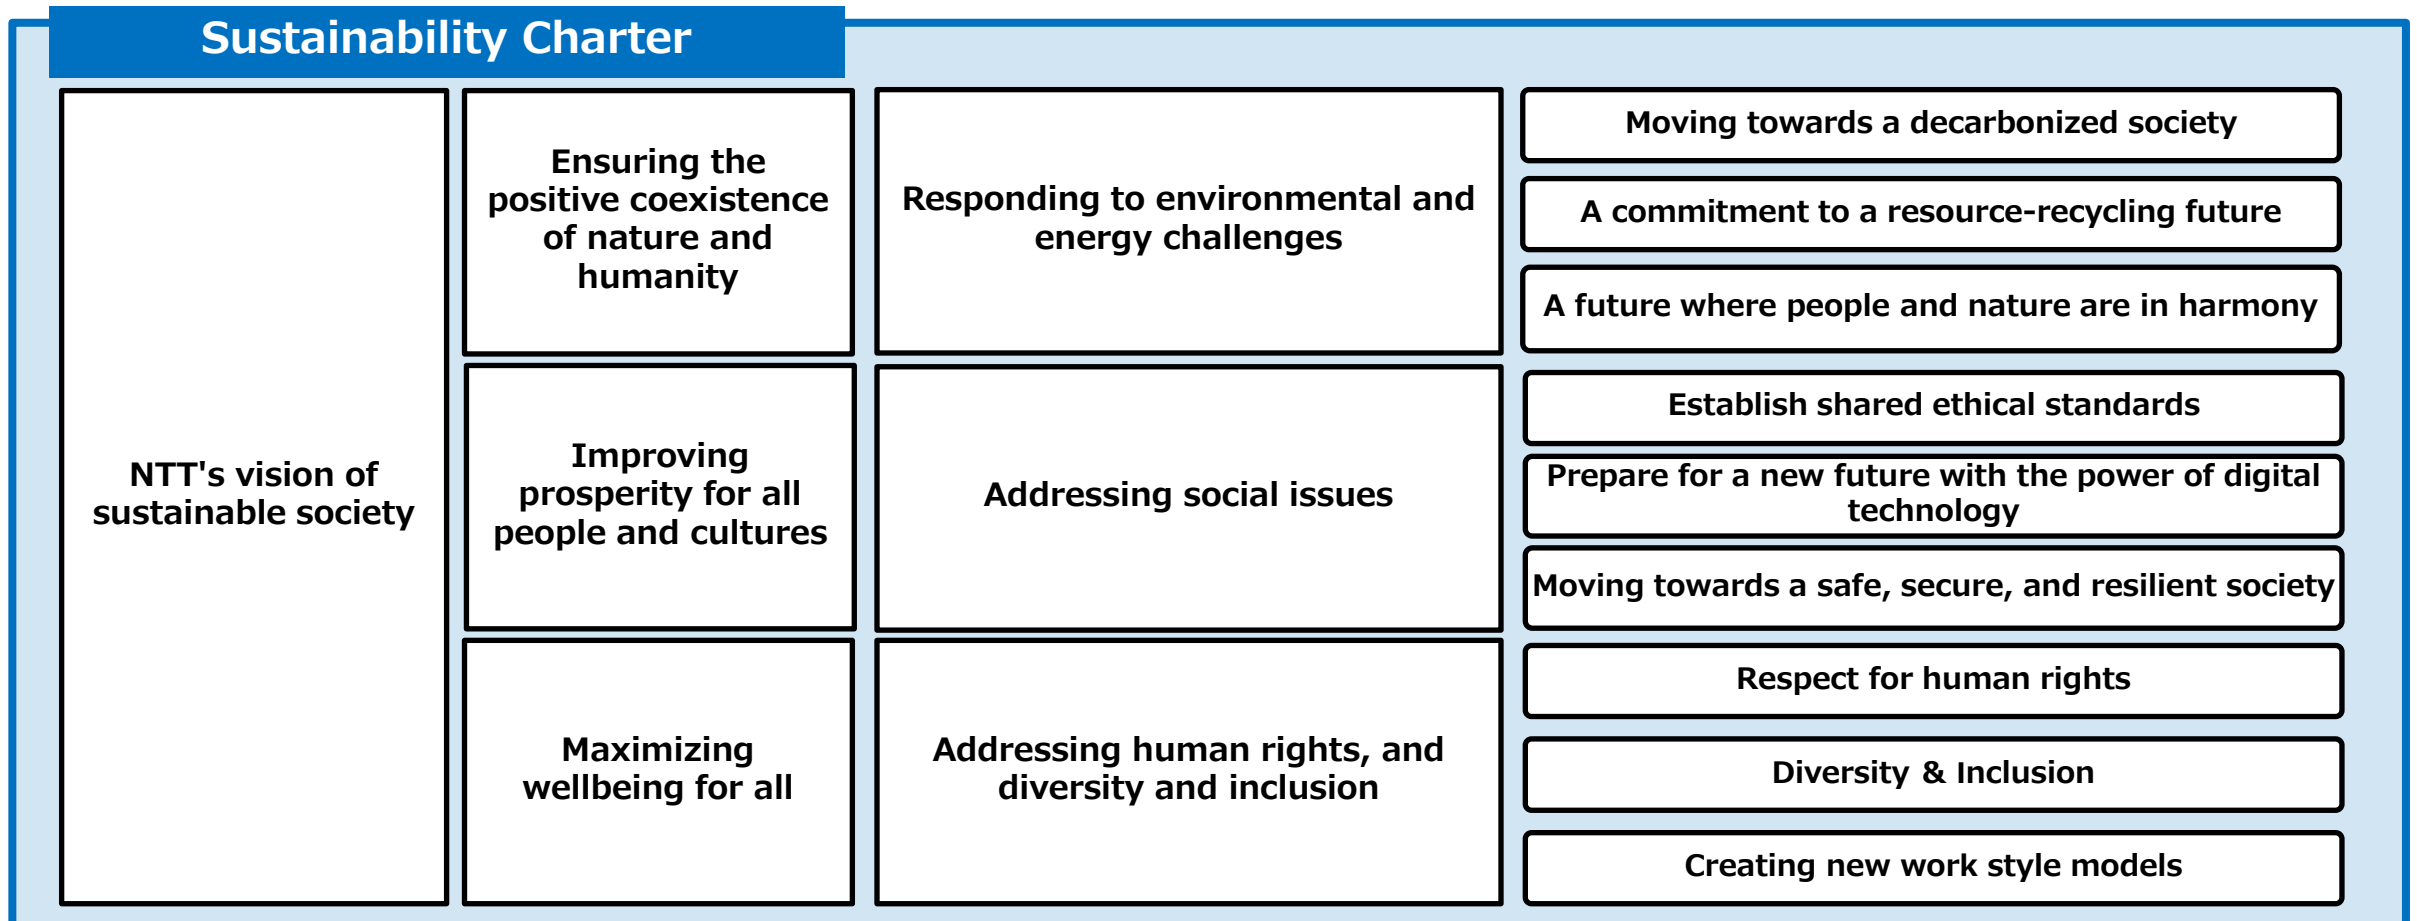 Sustainability Charter
NTT's vision of
sustainable society
Ensuring the
positive coexistence
of nature and
humanity
Responding to environmental and
energy challenges
Moving towards a decarbonized society
A commitment to a resource-recycling future
A future where people and nature are in harmony
Improving
prosperity for all
people and cultures
Addressing social issues
Establish shared ethical standards
Prepare for a new future with the power of digital
technology
Moving towards a safe, secure, and resilient society
Maximizing
wellbeing for all
Addressing human rights, and
diversity and inclusion
Respect for human rights
Diversity & Inclusion
Creating new work style models